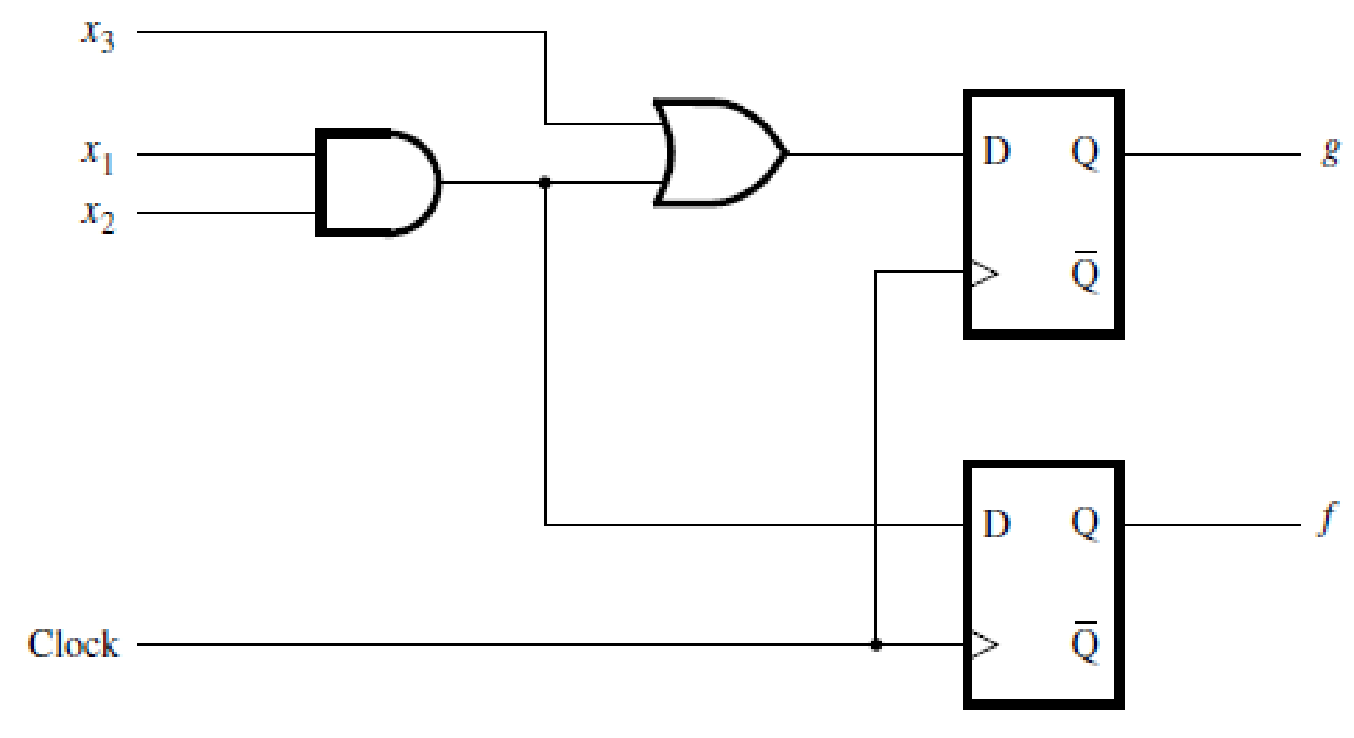 x₃
x₁
x₂
D Q g
Q̅
D Q f
Clock Q̅